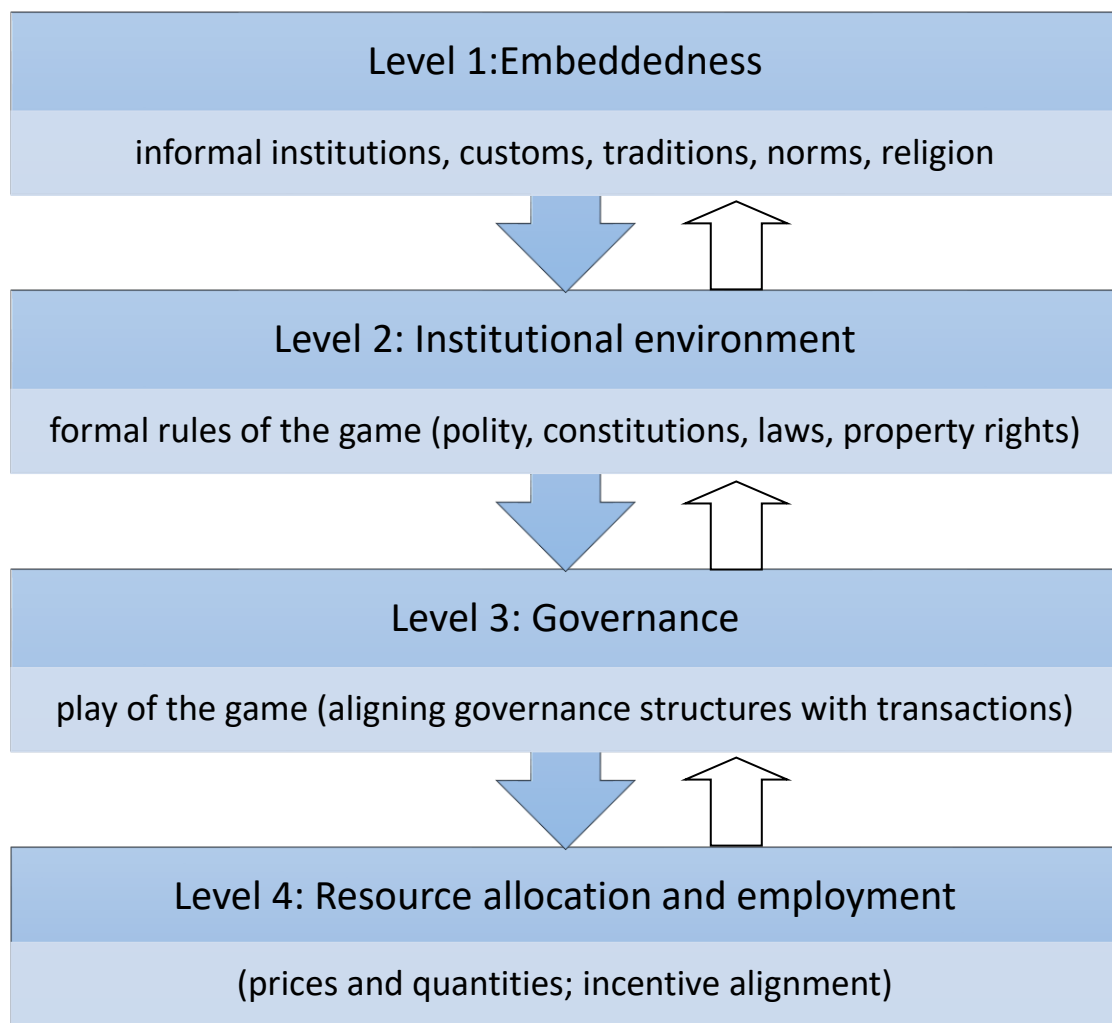 Level 1:Embeddedness
informal institutions, customs, traditions, norms, religion
Level 2: Institutional environment
formal rules of the game (polity, constitutions, laws, property rights)
Level 3: Governance
play of the game (aligning governance structures with transactions)
Level 4: Resource allocation and employment
(prices and quantities; incentive alignment)